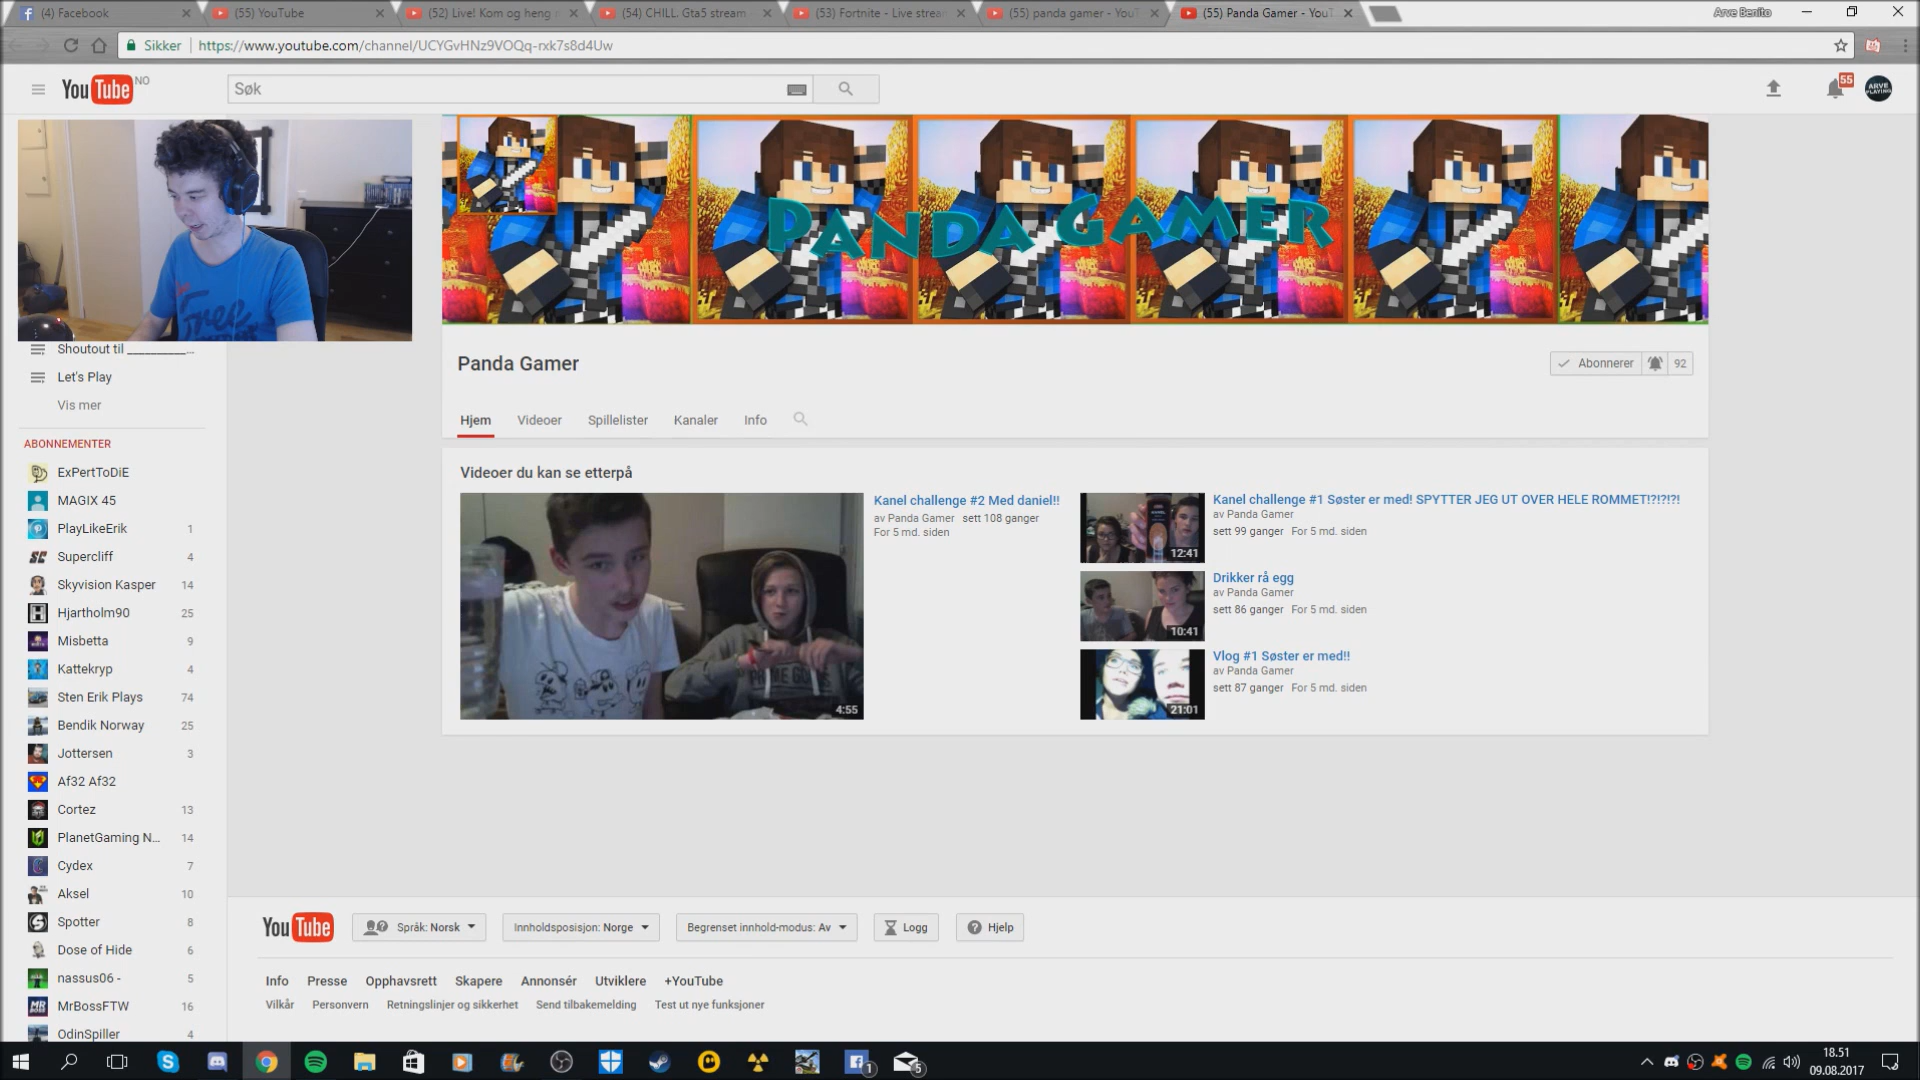 (4) Facebook
(55) YouTube
(52) Live! Kom og heng
(54) CHILL. Gta5 stream
(53) Fortnite - Live strea
(55) panda gamer - YouT
(55) Panda Gamer - YouT
Arve Benito
Sikker
https://www.youtube.com/channel/UCYGvHNz9VOQq-rxk7s8d4Uw
YouTube NO
Søk
55
ARVE
PLAYING
PANDA GAMER
Free
Shoutout til __________...
Let's Play
Vis mer
ABONNEMENTER
ExPertToDiE
MAGIX 45
PlayLikeErik 1
Supercliff 4
Skyvision Kasper 14
Hjartholm90 25
Misbetta 9
Kattekryp 4
Sten Erik Plays 74
Bendik Norway 25
Jottersen 3
Af32 Af32
Cortez 13
PlanetGaming N... 14
Cydex 7
Aksel 10
Spotter 8
Dose of Hide 6
nassus06 - 5
MrBossFTW 16
OdinSpiller 4
Panda Gamer
Abonnerer 92
Hjem Videoer Spillelister Kanaler Info
Videoer du kan se etterpå
4:55
Kanel challenge #2 Med daniel!!
av Panda Gamer sett 108 ganger
For 5 md. siden
12:41
Kanel challenge #1 Søster er med! SPYTTER JEG UT OVER HELE ROMMET!?!?!?!
av Panda Gamer
sett 99 ganger For 5 md. siden
10:41
Drikker rå egg
av Panda Gamer
sett 86 ganger For 5 md. siden
21:01
Vlog #1 Søster er med!!
av Panda Gamer
sett 87 ganger For 5 md. siden
YouTube
Språk: Norsk
Innholdsposisjon: Norge
Begrenset innhold-modus: Av
Logg
Hjelp
Info Presse Opphavsrett Skapere Annonsér Utviklere +YouTube
Vilkår Personvern Retningslinjer og sikkerhet Send tilbakemelding Test ut nye funksjoner
1
5
18.51
09.08.2017